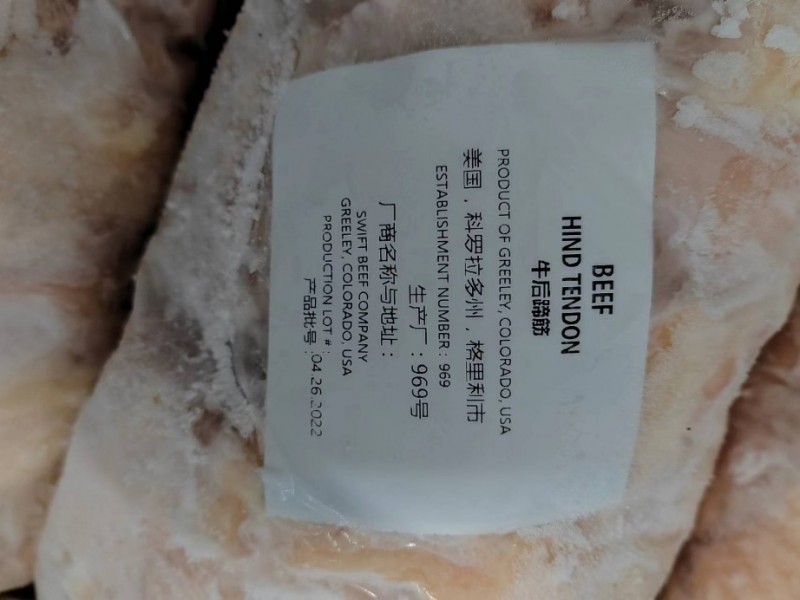 BEEF
HIND TENDON
牛后蹄筋
PRODUCT OF GREELEY, COLORADO, USA
美国，科罗拉多州，格里利市
ESTABLISHMENT NUMBER: 969
生产厂：969号
厂商名称与地址：
SWIFT BEEF COMPANY
GREELEY, COLORADO, USA
PRODUCTION LOT #:
产品批号：04.26.2022